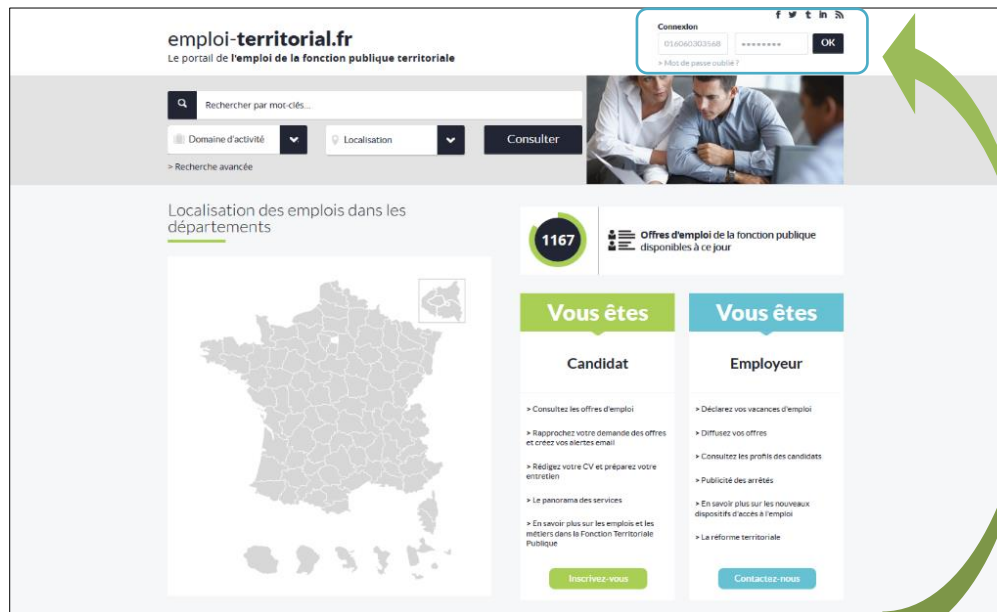 f t in
Connexion
016060303568 ******** OK
> Mot de passe oublié ?
emploi-territorial.fr
Le portail de l'emploi de la fonction publique territoriale
Rechercher par mot-clés...
Domaine d'activité Localisation Consulter
> Recherche avancée
Localisation des emplois dans les
départements
1167
Offres d'emploi de la fonction publique
disponibles à ce jour
Vous êtes
Candidat
> Consultez les offres d'emploi
> Rapprochez votre demande des offres
et créez vos alertes email
> Rédigez votre CV et préparez votre
entretien
> Le panorama des services
> En savoir plus sur les emplois et les
métiers dans la Fonction Territoriale
Publique
Inscrivez-vous
Vous êtes
Employeur
> Déclarez vos vacances d'emploi
> Diffusez vos offres
> Consultez les profils des candidats
> Publicité des arrêtés
> En savoir plus sur les nouveaux
dispositifs d'accès à l'emploi
> La réforme territoriale
Contactez-nous